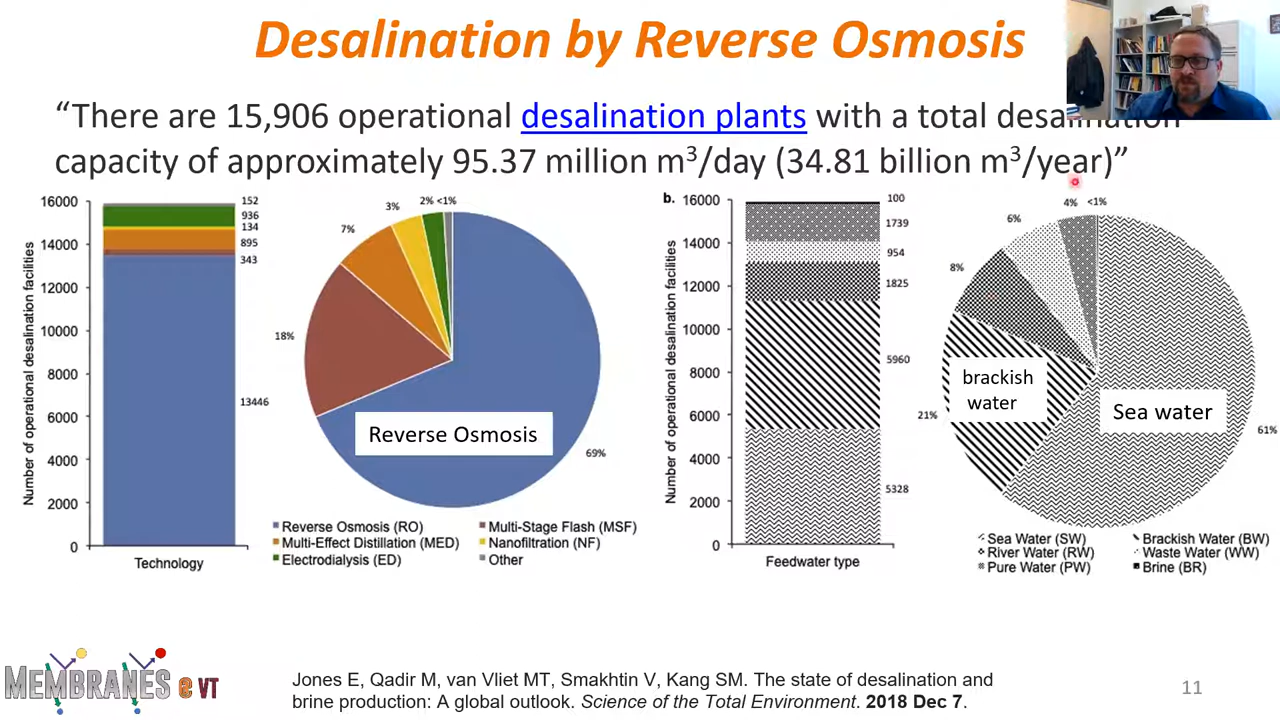 Desalination by Reverse Osmosis
“There are 15,906 operational desalination plants with a total desalination
capacity of approximately 95.37 million m³/day (34.81 billion m³/year)”
16000
14000
12000
10000
8000
6000
4000
2000
0
Number of operational desalination facilities
152
936
134
895
343
13446
Technology
3%
2%
<1%
7%
18%
69%
Reverse Osmosis
Reverse Osmosis (RO)
Multi-Stage Flash (MSF)
Multi-Effect Distillation (MED)
Nanofiltration (NF)
Electrodialysis (ED)
Other
b.
16000
14000
12000
10000
8000
6000
4000
2000
0
Number of operational desalination facilities
100
1739
954
1825
5960
5328
Feedwater type
4%
<1%
6%
8%
21%
61%
brackish
water
Sea water
Sea Water (SW)
Brackish Water (BW)
River Water (RW)
Waste Water (WW)
Pure Water (PW)
Brine (BR)
MEMBRANES @ VT
Jones E, Qadir M, van Vliet MT, Smakhtin V, Kang SM. The state of desalination and
brine production: A global outlook. Science of the Total Environment. 2018 Dec 7.
11